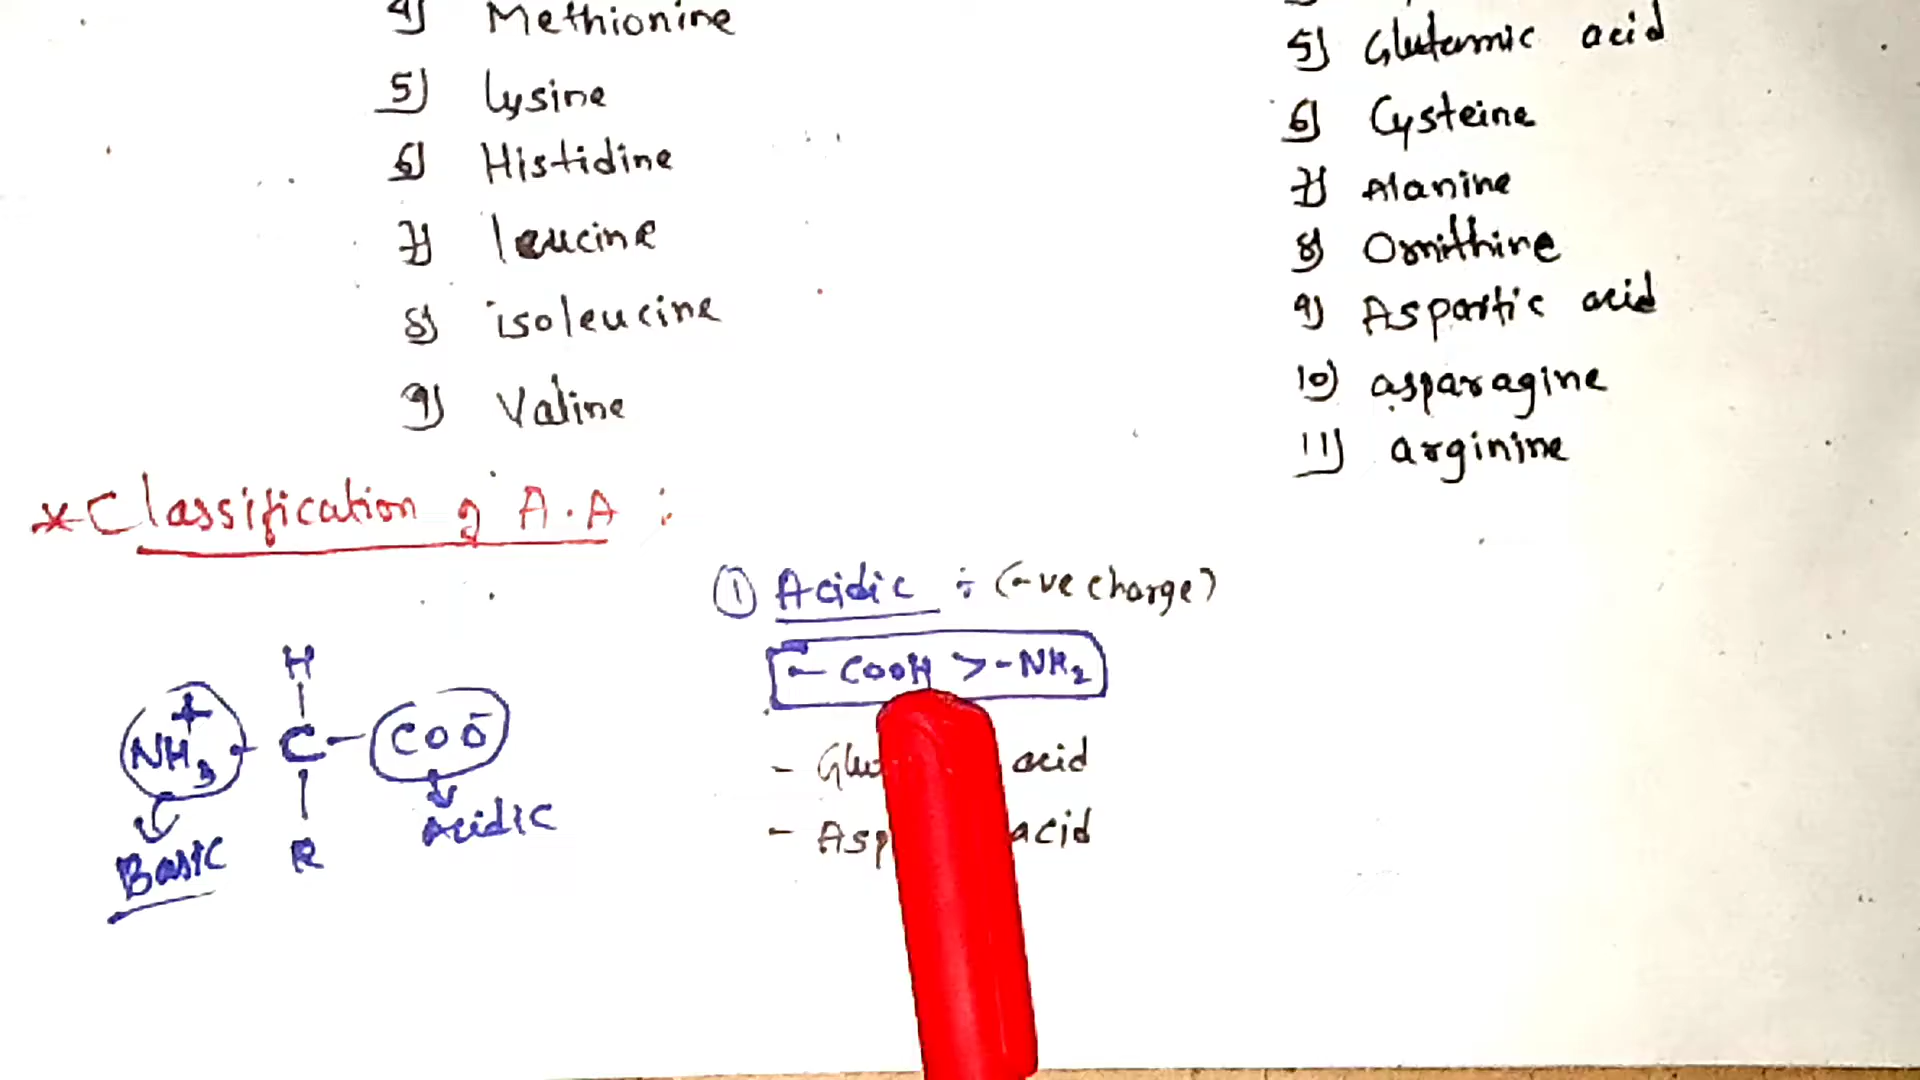 4) Methionine
5) Lysine
6) Histidine
7) leucine
8) isoleucine
9) Valine
5) Glutamic acid
6) Cysteine
7) Alanine
8) Ornithine
9) Aspartic acid
10) asparagine
11) arginine
* Classification of A.A :
H
NH3+ - C - COO-
R
Basic
acidic
① Acidic : (-ve charge)
- COOH > -NH2
- acid
- acid